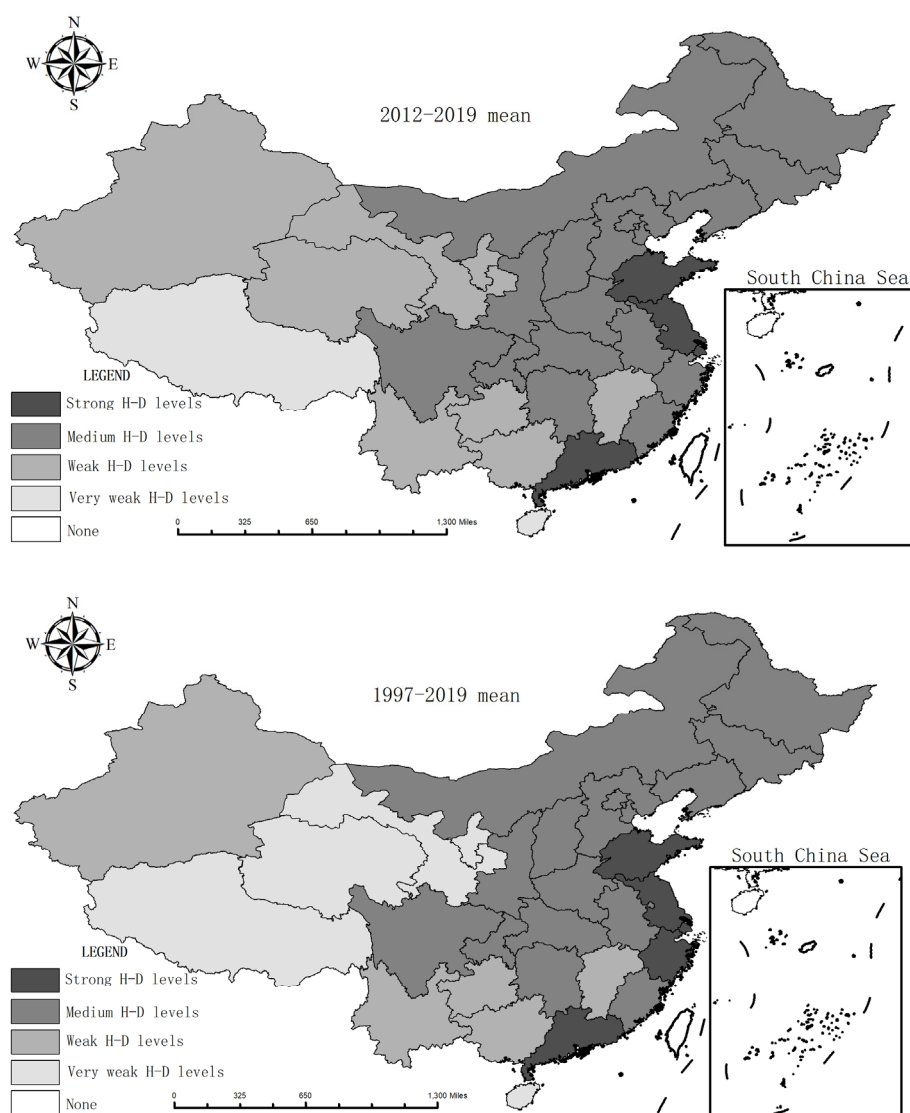 N
W E
S
2012-2019 mean
South China Sea
LEGEND
Strong H-D levels
Medium H-D levels
Weak H-D levels
Very weak H-D levels
None
0 325 650 1,300 Miles
N
W E
S
1997-2019 mean
South China Sea
LEGEND
Strong H-D levels
Medium H-D levels
Weak H-D levels
Very weak H-D levels
None
0 325 650 1,300 Miles